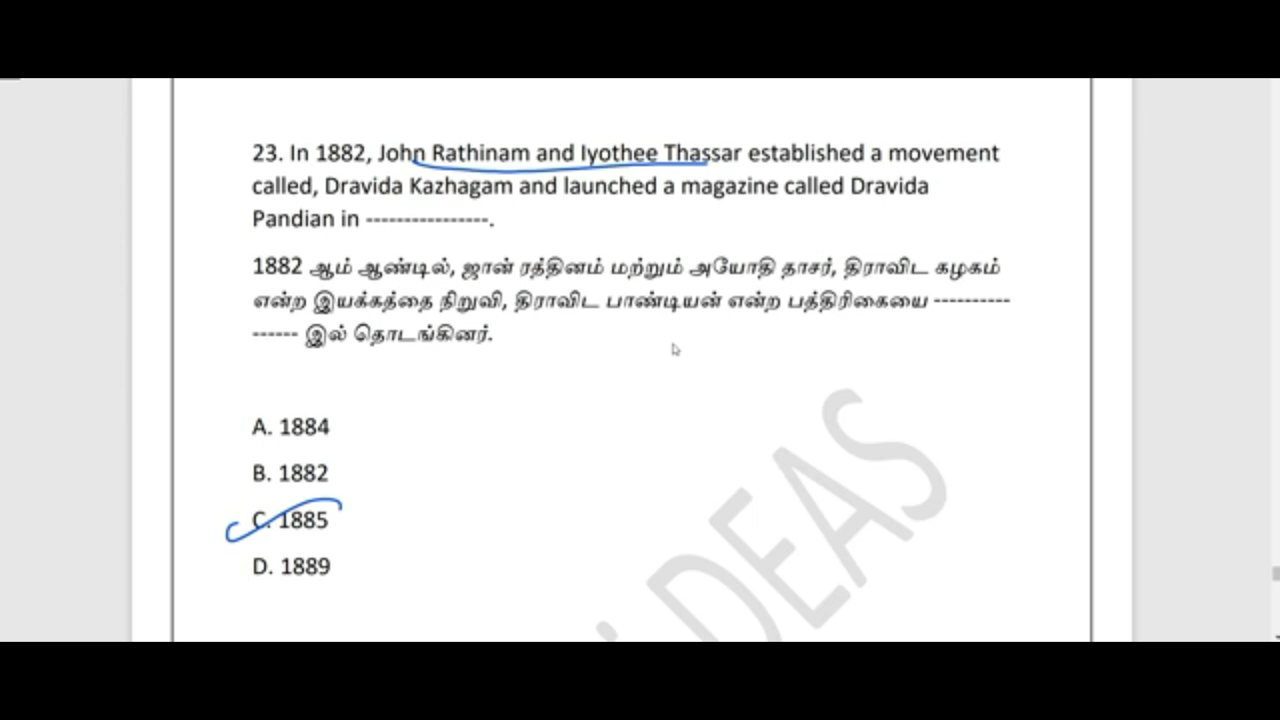 23. In 1882, John Rathinam and Iyothee Thassar established a movement
called, Dravida Kazhagam and launched a magazine called Dravida
Pandian in ----------------.
1882 ஆம் ஆண்டில், ஜான் ரத்தினம் மற்றும் அயோதி தாசர், திராவிட கழகம்
என்ற இயக்கத்தை நிறுவி, திராவிட பாண்டியன் என்ற பத்திரிகையை ----------
------ இல் தொடங்கினர்.
A. 1884
B. 1882
C. 1885
D. 1889
DEAS